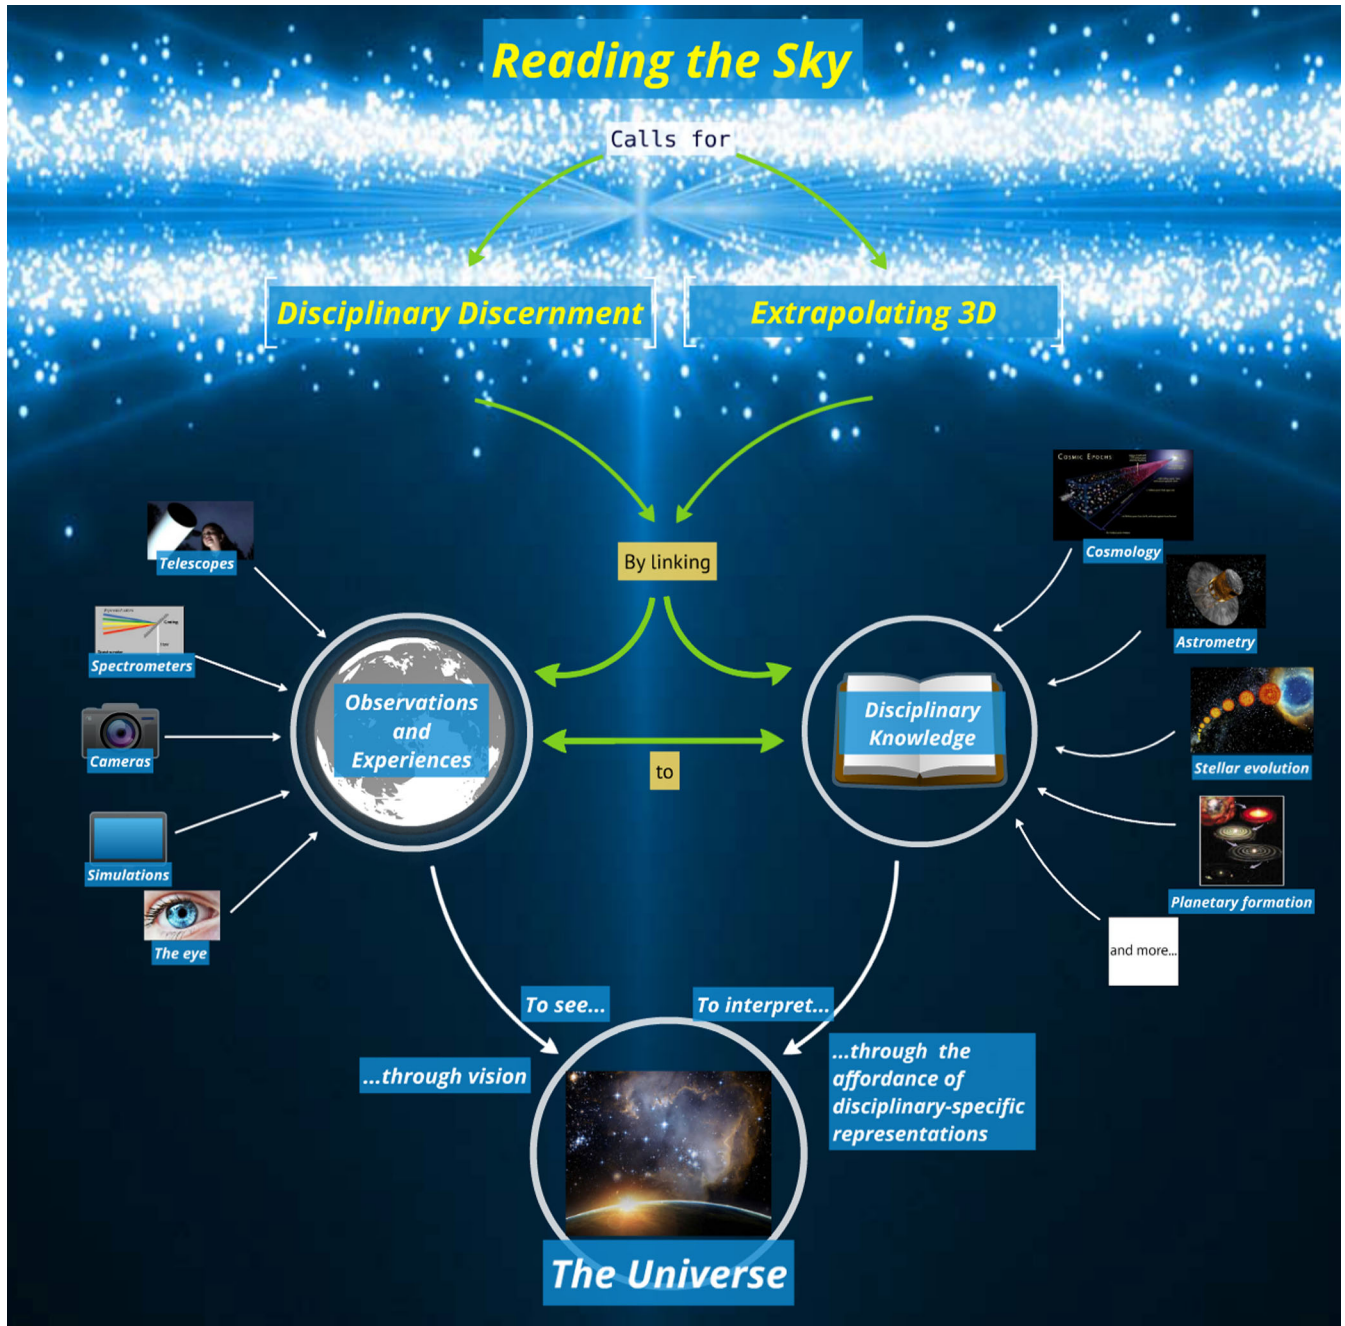 Reading the Sky
Calls for
Disciplinary Discernment
Extrapolating 3D
By linking
to
Telescopes
Spectrometers
Cameras
Simulations
The eye
Observations
and
Experiences
Disciplinary
Knowledge
COSMIC EPOCHS
Cosmology
Astrometry
Stellar evolution
Planetary formation
and more...
To see...
...through vision
To interpret...
...through the
affordance of
disciplinary-specific
representations
The Universe